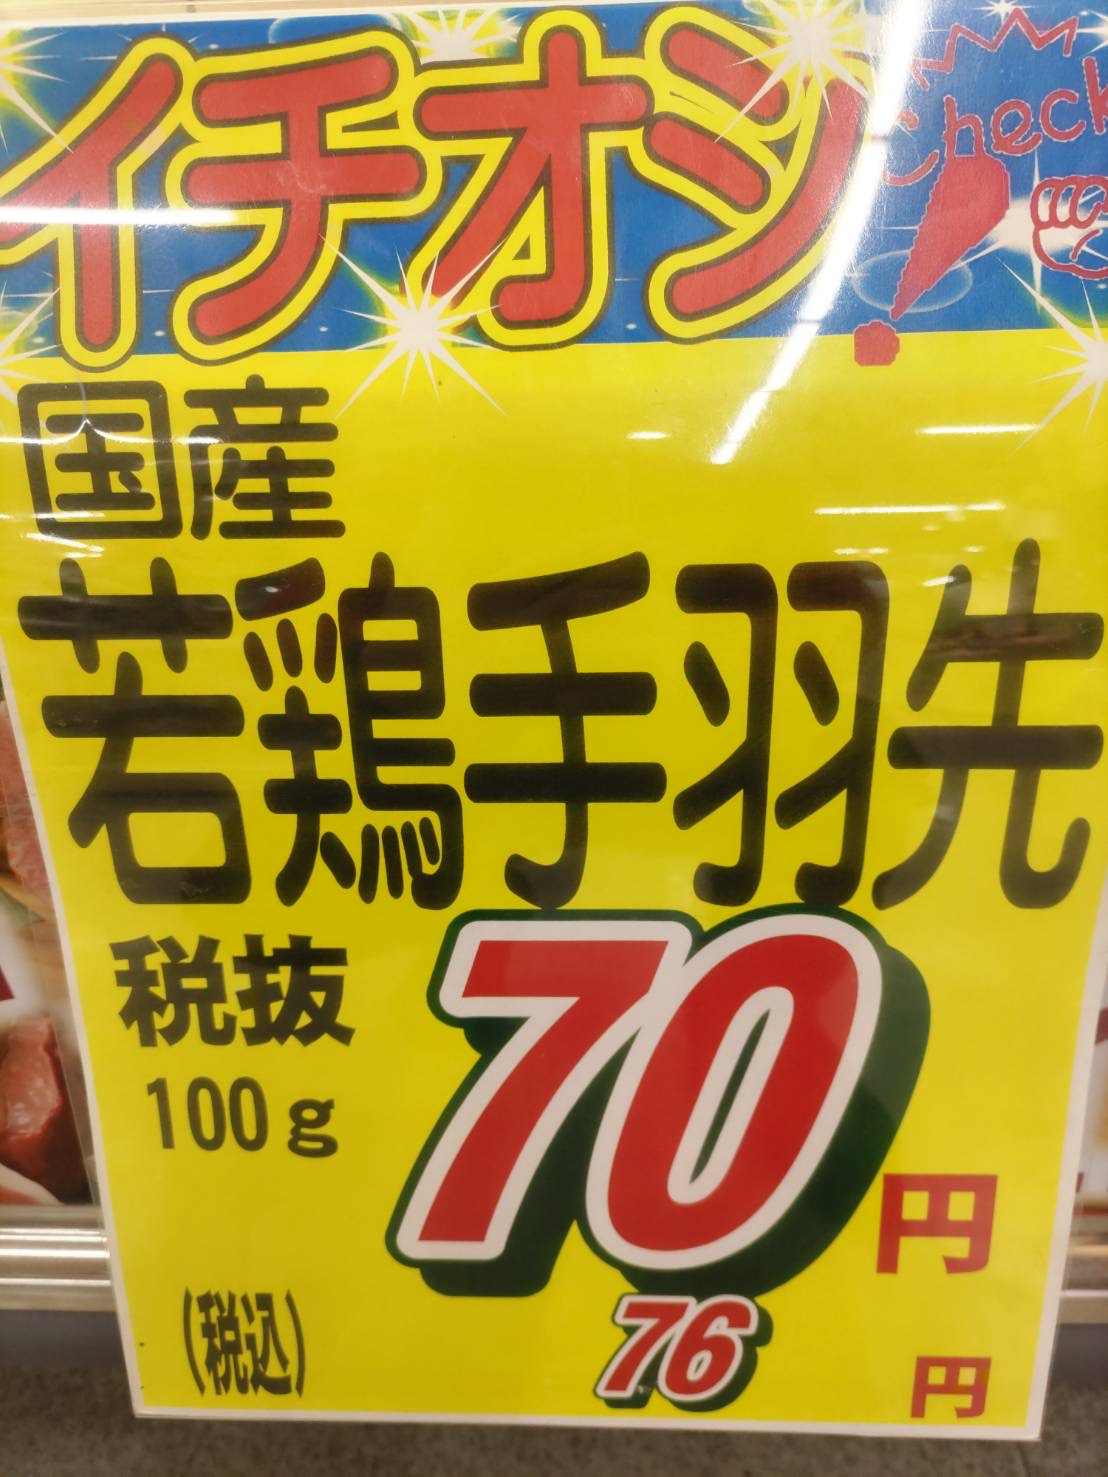 イチオシ
Check!
国産
若鶏手羽先
税抜
100g
70円
(税込)
76円